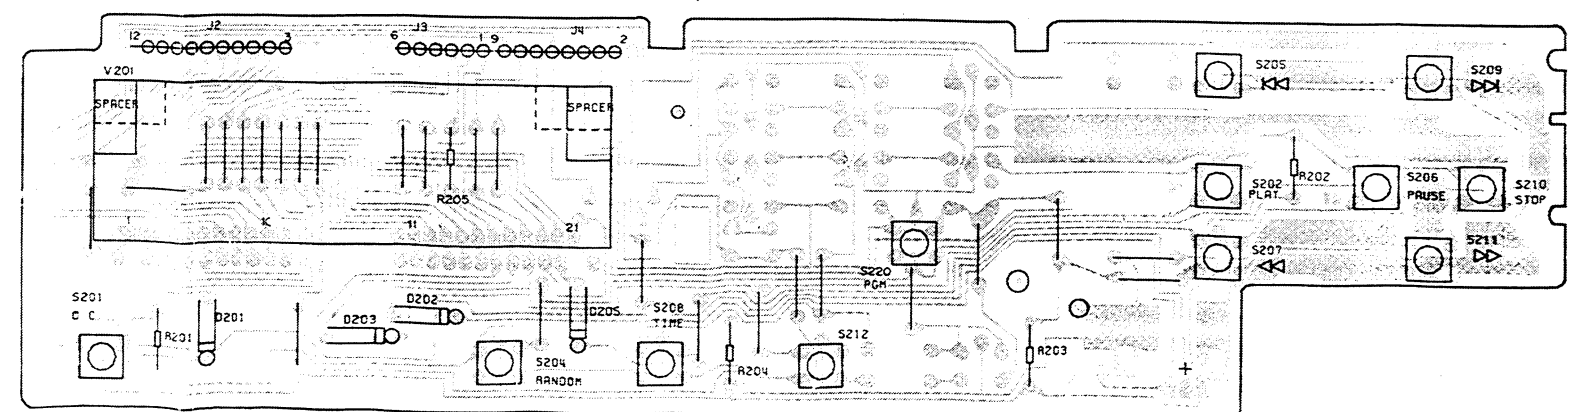 J2
J3
J4
12
3
6
1
9
2
V201
SPACER
SPACER
S205
S209
R205
1
K
11
21
S202
PLAT.
R202
S206
PAUSE
S210
STOP
S220
PGM
S207
S211
S201
O C
D201
R201
D202
D203
D205
S208
TIME
S204
RANDOM
R204
S212
R203
+